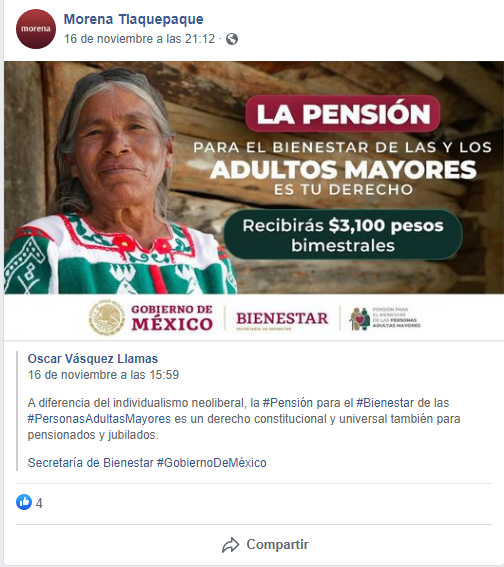 morena
Morena Tlaquepaque
16 de noviembre a las 21:12 ·
LA PENSIÓN
PARA EL BIENESTAR DE LAS Y LOS
ADULTOS MAYORES
ES TU DERECHO
Recibirás $3,100 pesos
bimestrales
GOBIERNO DE
MÉXICO
BIENESTAR
SECRETARÍA DE BIENESTAR
PENSIÓN PARA
EL BIENESTAR
DE LAS PERSONAS
ADULTAS MAYORES
Oscar Vásquez Llamas
16 de noviembre a las 15:59
A diferencia del individualismo neoliberal, la #Pensión para el #Bienestar de las
#PersonasAdultasMayores es un derecho constitucional y universal también para
pensionados y jubilados.
Secretaría de Bienestar #GobiernoDeMéxico
4
Compartir